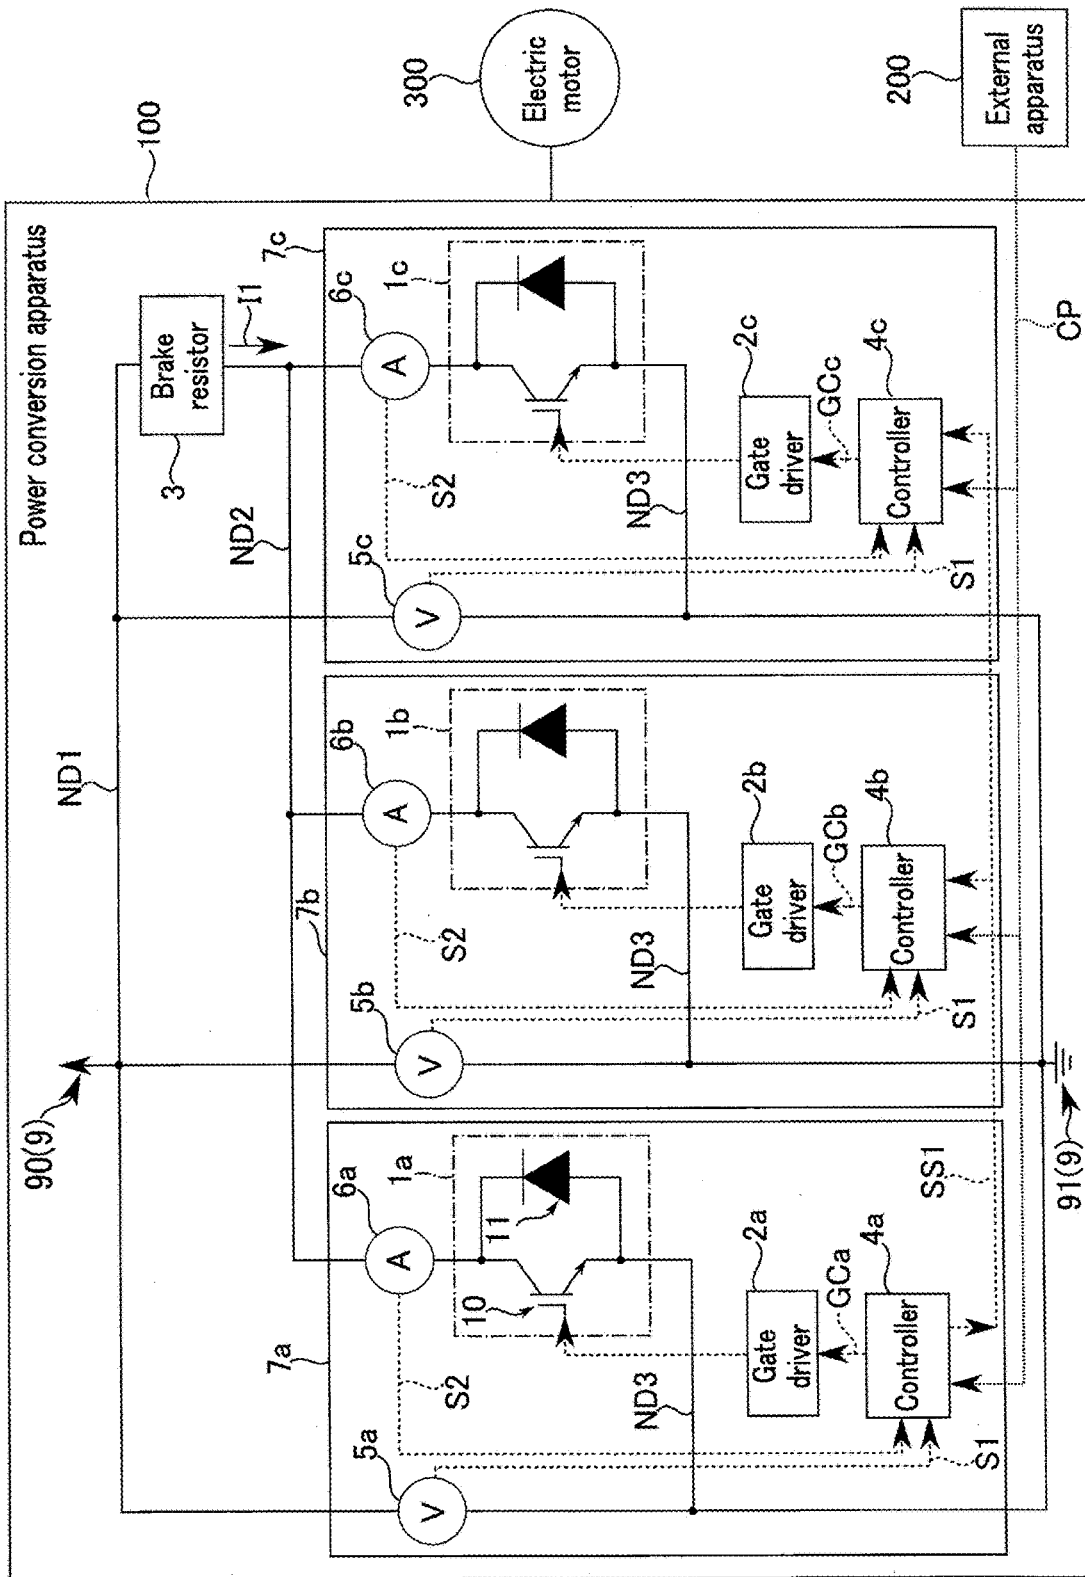 Power conversion apparatus
100
300
Electric
motor
200
External
apparatus
CP
90(9)
ND1
ND2
3
Brake
resistor
I1
7a
5a
V
S2
6a
A
1a
10
11
ND3
2a
Gate
driver
GCa
4a
Controller
S1
SS1
7b
5b
V
S2
6b
A
1b
ND3
2b
Gate
driver
GCb
4b
Controller
S1
7c
5c
V
S2
6c
A
1c
ND3
2c
Gate
driver
GCc
4c
Controller
S1
91(9)